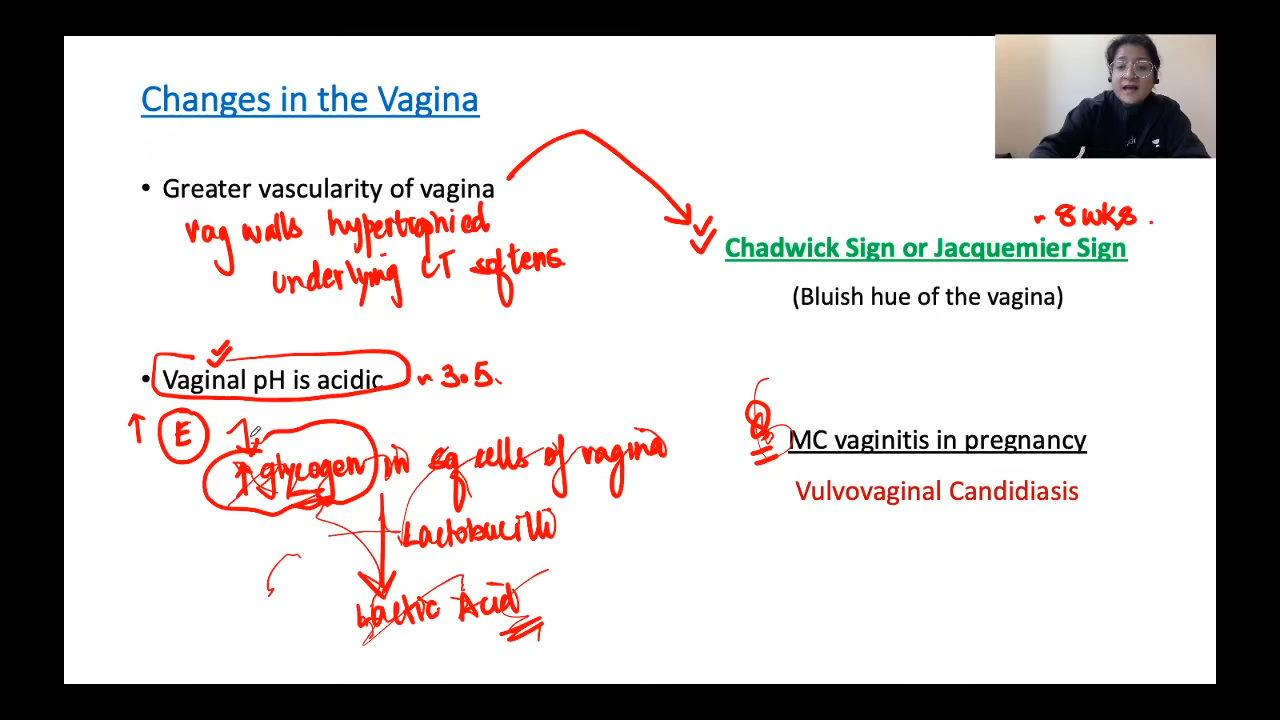 Changes in the Vagina
• Greater vascularity of vagina
vag walls hypertrophied
underlying CT softens
~ 8 wks.
Chadwick Sign or Jacquemier Sign
(Bluish hue of the vagina)
• Vaginal pH is acidic ~ 3.5.
↑ E
↑ glycogen in sq cells of vagina
Lactobacilli
Lactic Acid
MC vaginitis in pregnancy
Vulvovaginal Candidiasis